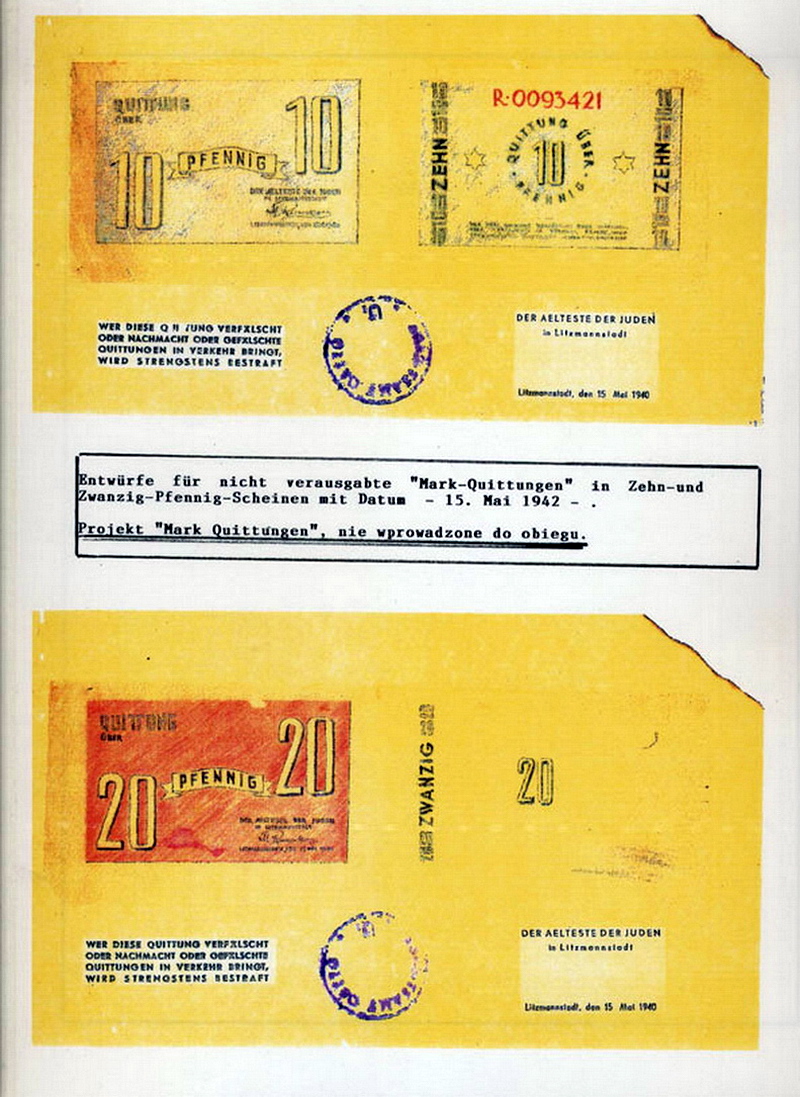 QUITTUNG
ÜBER
10
PFENNIG
10
DER AELTESTE DER JUDEN
R·0093421
ZEHN
QUITTUNG ÜBER
10
PFENNIG
ZEHN
WER DIESE QUITTUNG VERFÄLSCHT
ODER NACHMACHT ODER GEFÄLSCHTE
QUITTUNGEN IN VERKEHR BRINGT,
WIRD STRENGSTENS BESTRAFT
DER AELTESTE DER JUDEN
in Litzmannstadt
Litzmannstadt, den 15 Mai 1940
Entwürfe für nicht verausgabte "Mark-Quittungen" in Zehn-und
Zwanzig-Pfennig-Scheinen mit Datum - 15. Mai 1942 - .
Projekt "Mark Quittungen", nie wprowadzone do obiegu.
QUITTUNG
ÜBER
20
PFENNIG
20
DER AELTESTE DER JUDEN
ZWANZIG
20
WER DIESE QUITTUNG VERFÄLSCHT
ODER NACHMACHT ODER GEFÄLSCHTE
QUITTUNGEN IN VERKEHR BRINGT,
WIRD STRENGSTENS BESTRAFT
DER AELTESTE DER JUDEN
in Litzmannstadt
Litzmannstadt, den 15 Mai 1940